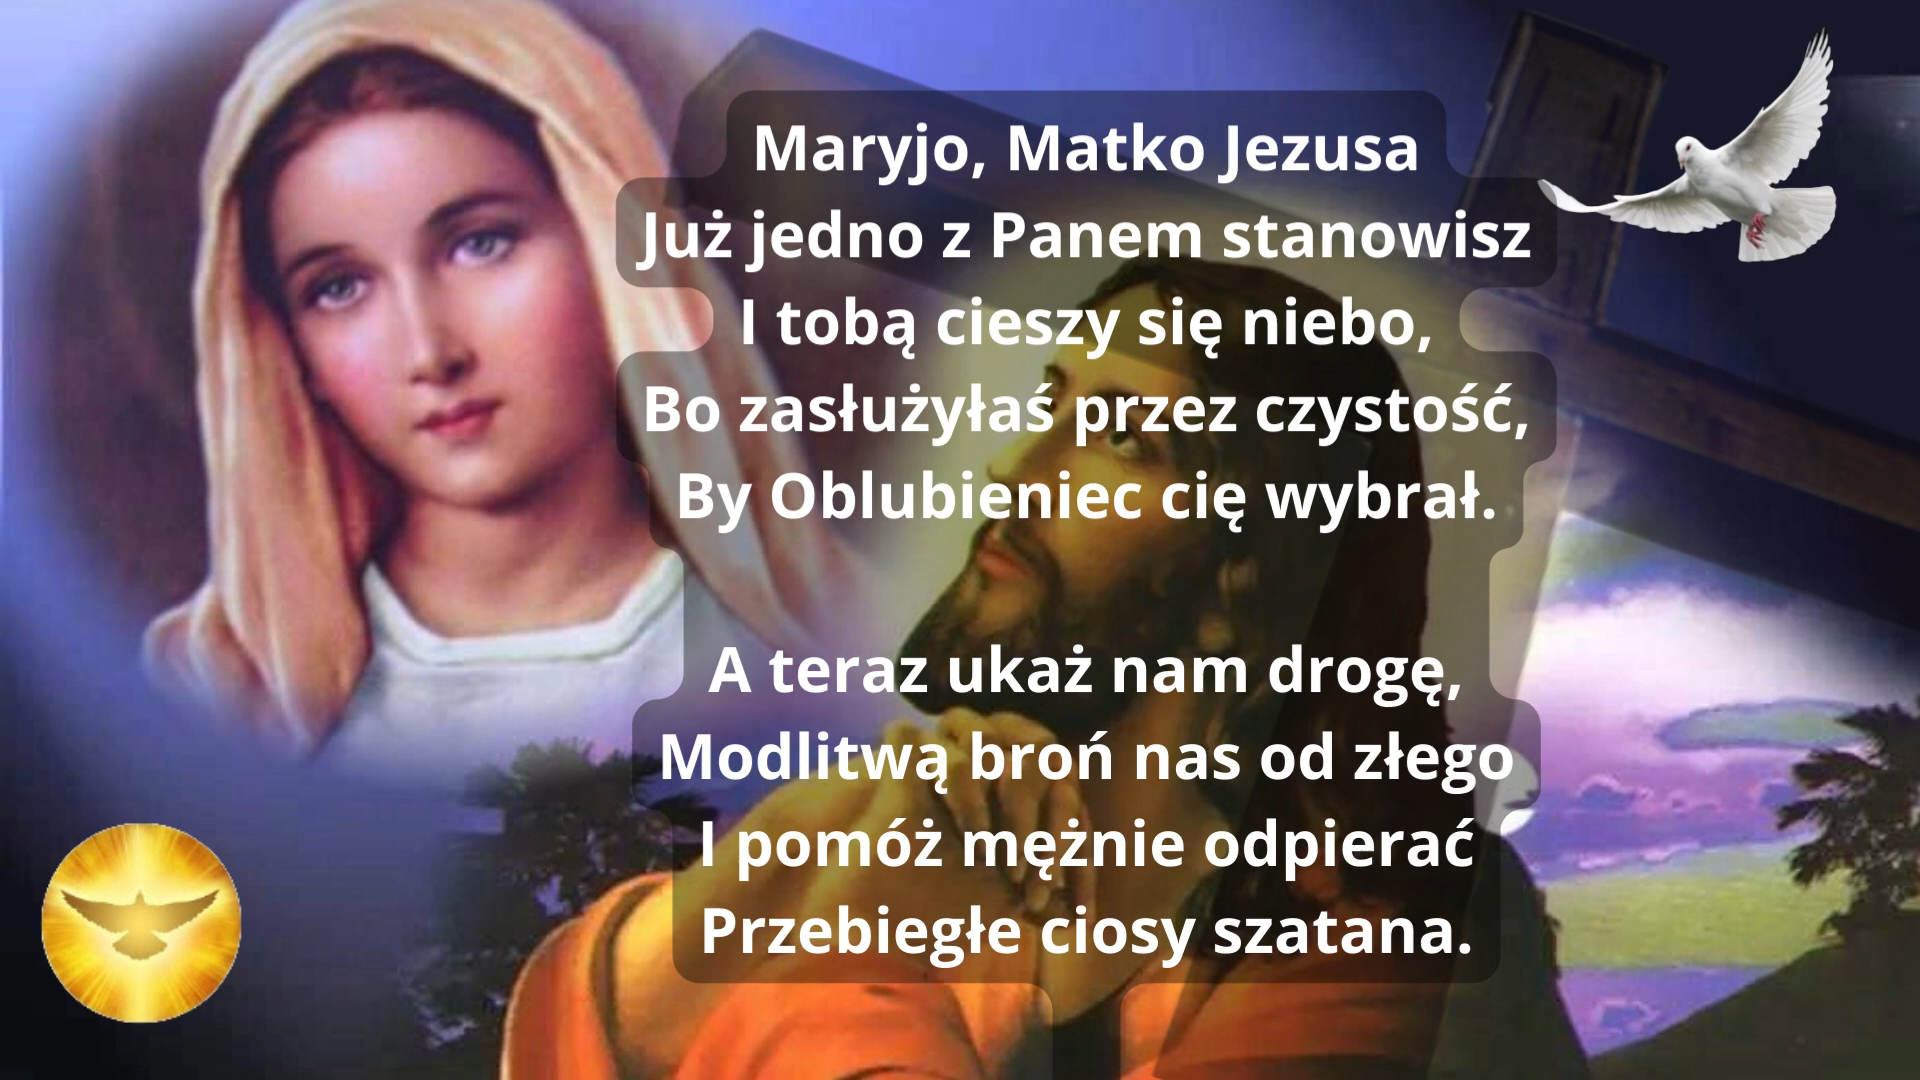 Maryjo, Matko Jezusa
Już jedno z Panem stanowisz
I tobą cieszy się niebo,
Bo zasłużyłaś przez czystość,
By Oblubieniec cię wybrał.
A teraz ukaż nam drogę,
Modlitwą broń nas od złego
I pomóż mężnie odpierać
Przebiegłe ciosy szatana.